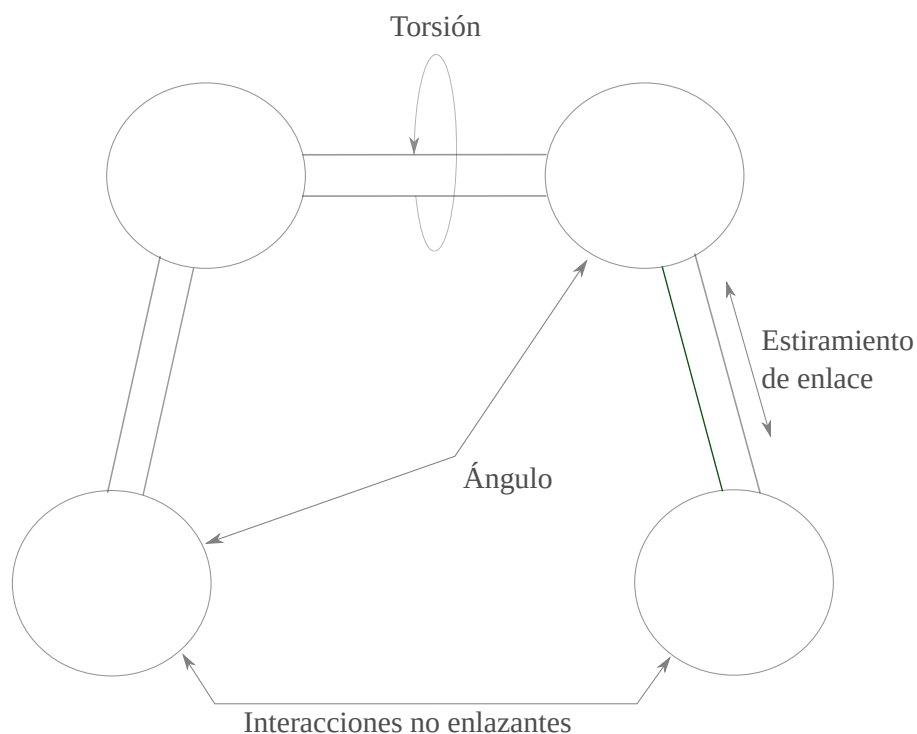 Torsión
Estiramiento
de enlace
Ángulo
Interacciones no enlazantes